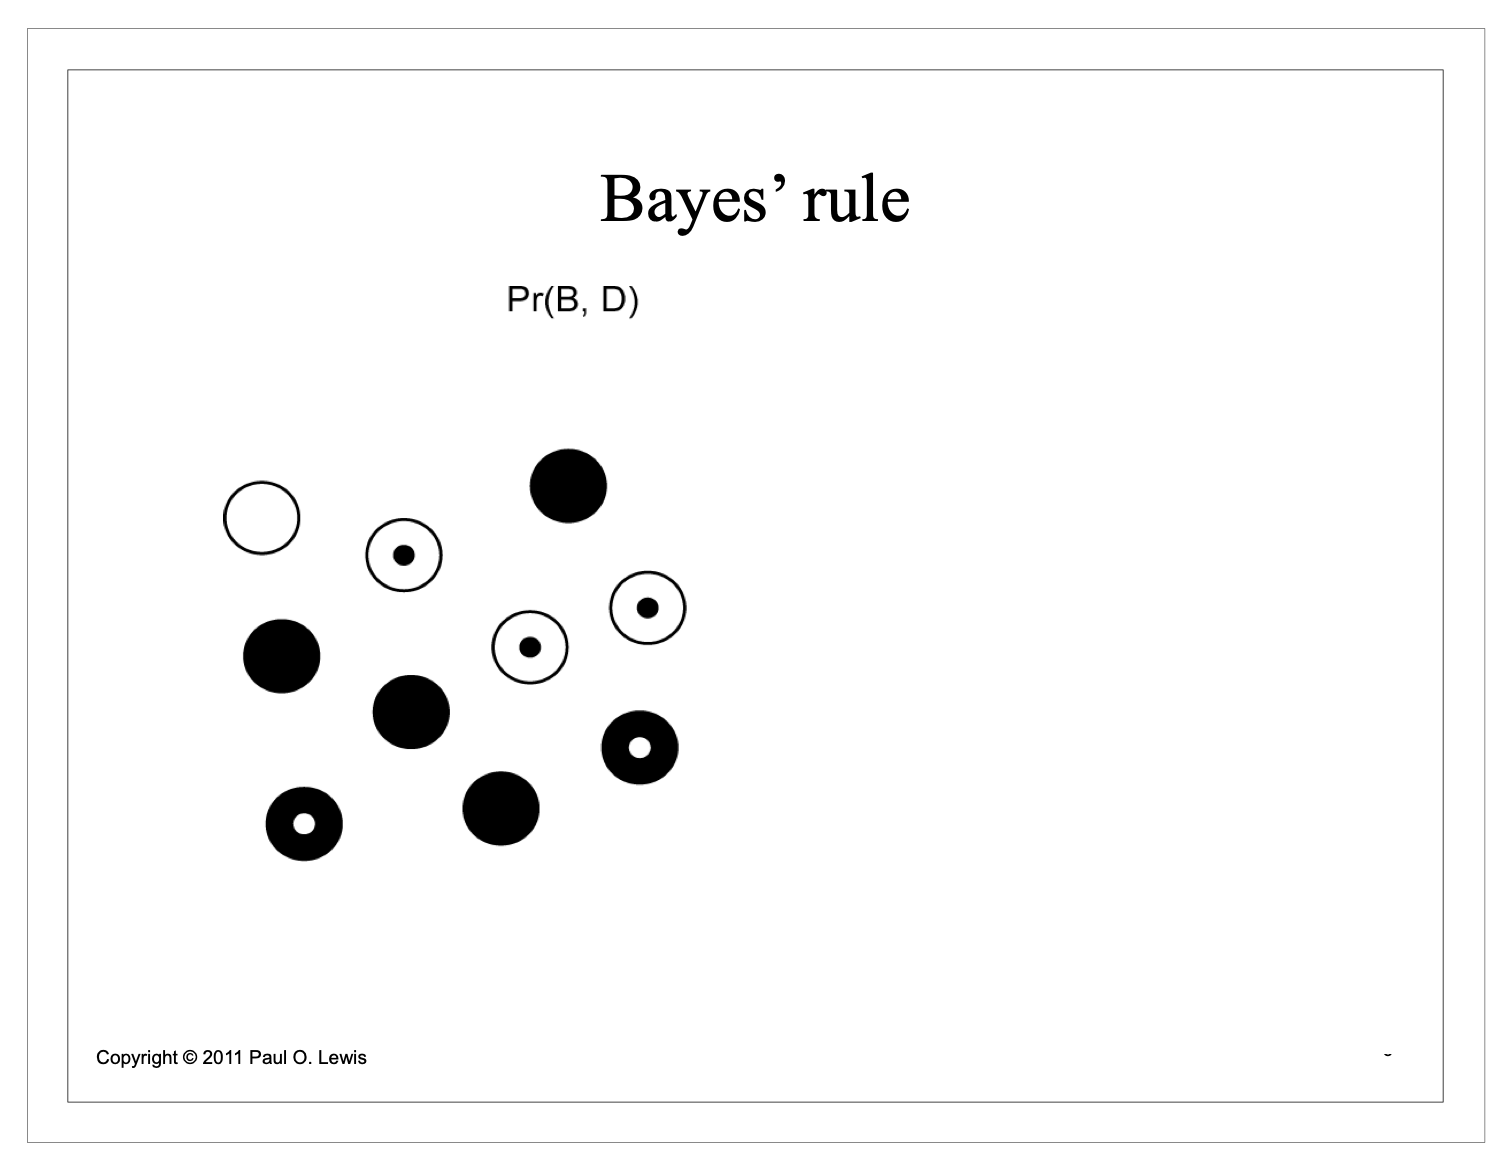 Bayes’ rule
Pr(B, D)
Copyright © 2011 Paul O. Lewis